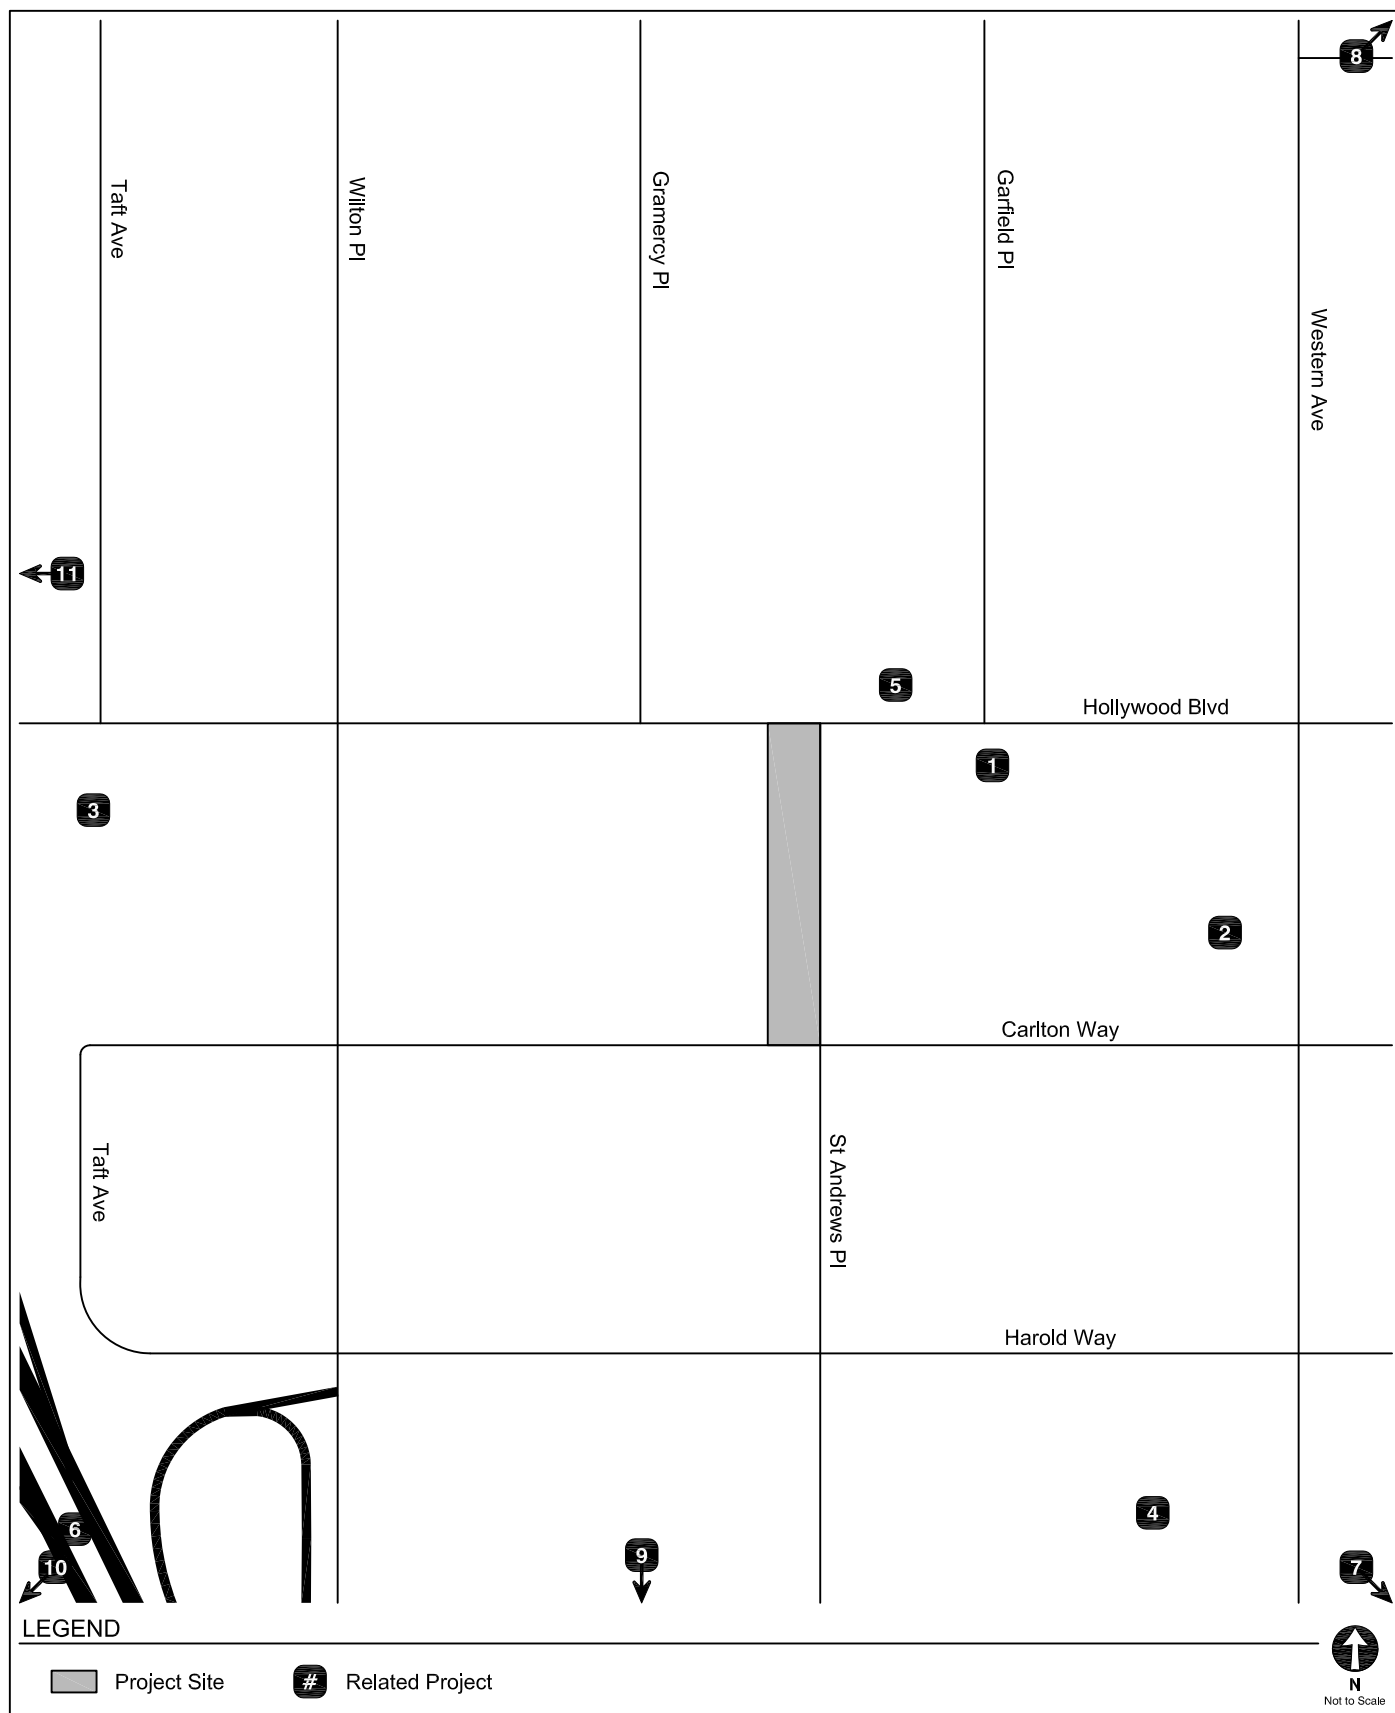 8
Taft Ave
Wilton Pl
Gramercy Pl
Garfield Pl
Western Ave
11
5
Hollywood Blvd
1
3
2
Carlton Way
Taft Ave
St Andrews Pl
Harold Way
4
6
9
10
7
LEGEND
Project Site
# Related Project
N
Not to Scale